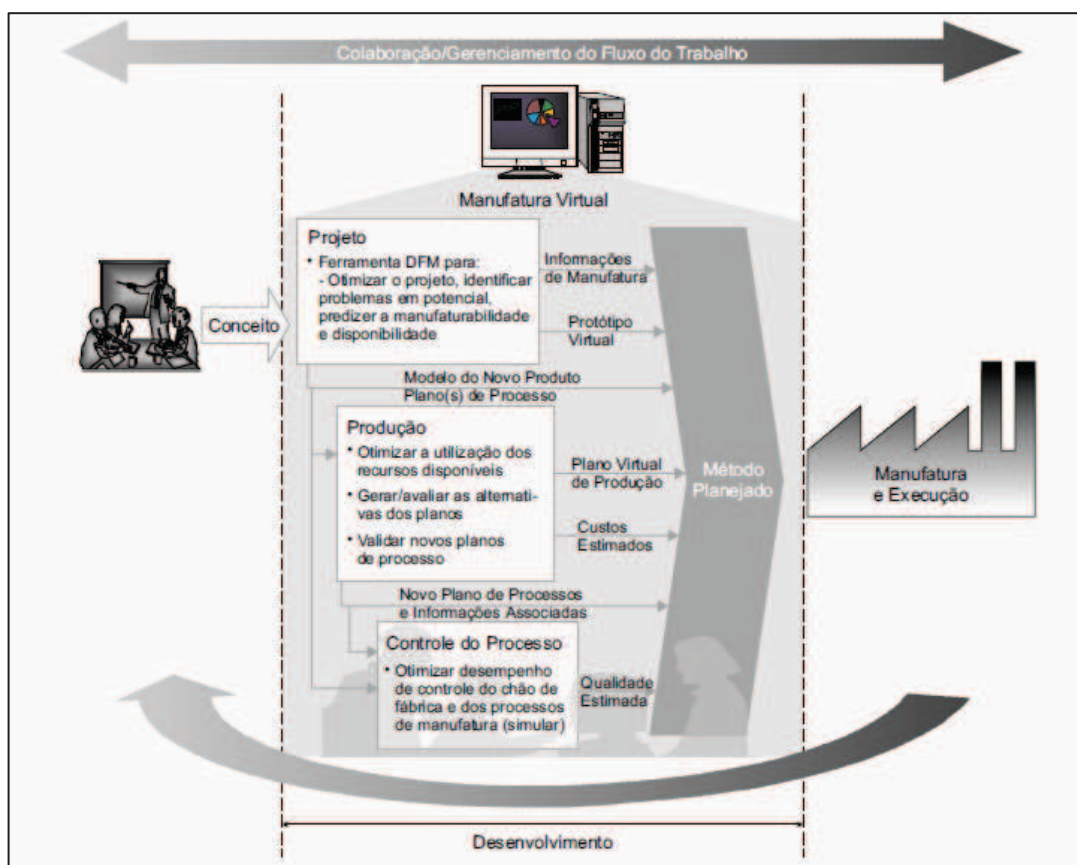 Colaboração/Gerenciamento do Fluxo do Trabalho
Manufatura Virtual
Projeto
• Ferramenta DFM para:
- Otimizar o projeto, identificar
problemas em potencial,
predizer a manufaturabilidade
e disponibilidade
Informações
de Manufatura
Protótipo
Virtual
Conceito
Modelo do Novo Produto
Plano(s) de Processo
Produção
• Otimizar a utilização dos
recursos disponíveis
• Gerar/avaliar as alternati-
vas dos planos
• Validar novos planos
de processo
Plano Virtual
de Produção
Custos
Estimados
Método
Planejado
Manufatura
e Execução
Novo Plano de Processos
e Informações Associadas
Controle do Processo
• Otimizar desempenho
de controle do chão de
fábrica e dos processos
de manufatura (simular)
Qualidade
Estimada
Desenvolvimento